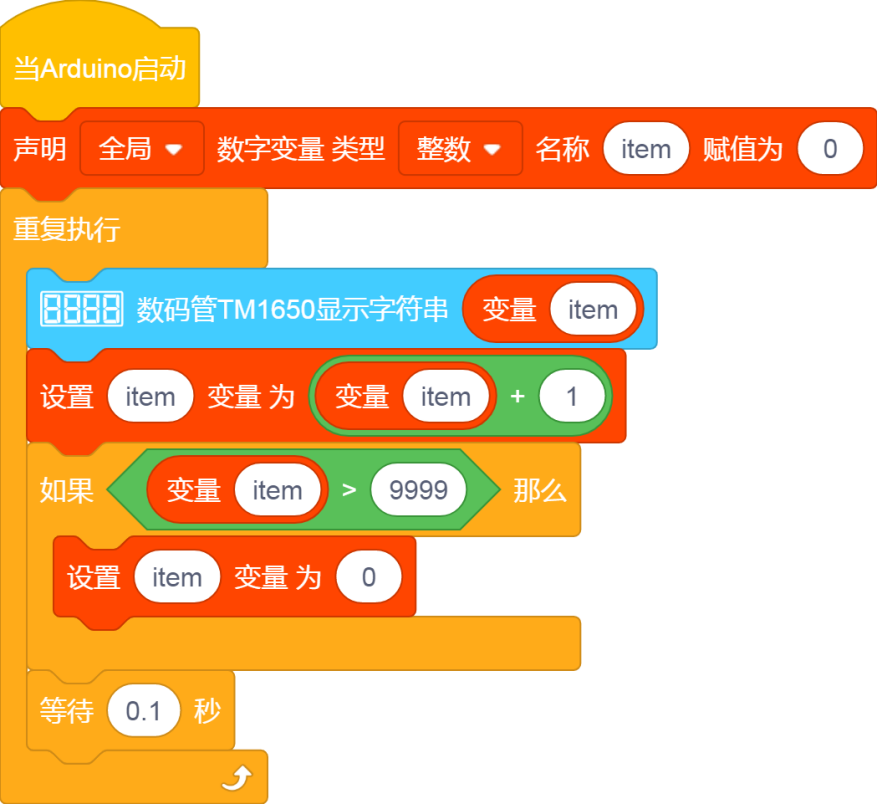 当Arduino启动
声明 全局 数字变量 类型 整数 名称 item 赋值为 0
重复执行
数码管TM1650显示字符串 变量 item
设置 item 变量 为 变量 item + 1
如果 变量 item > 9999 那么
设置 item 变量 为 0
等待 0.1 秒